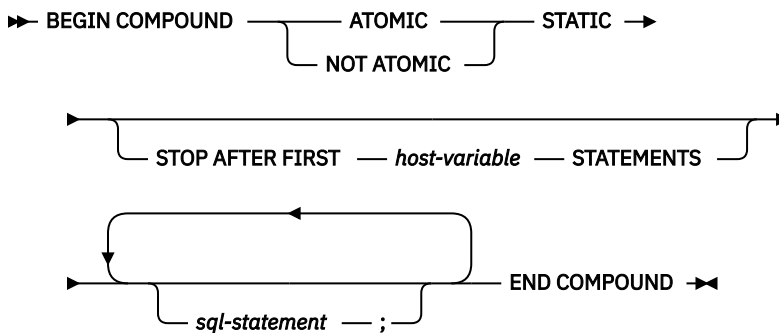 BEGIN COMPOUND ATOMIC STATIC
NOT ATOMIC
STOP AFTER FIRST host-variable STATEMENTS
END COMPOUND
sql-statement ;